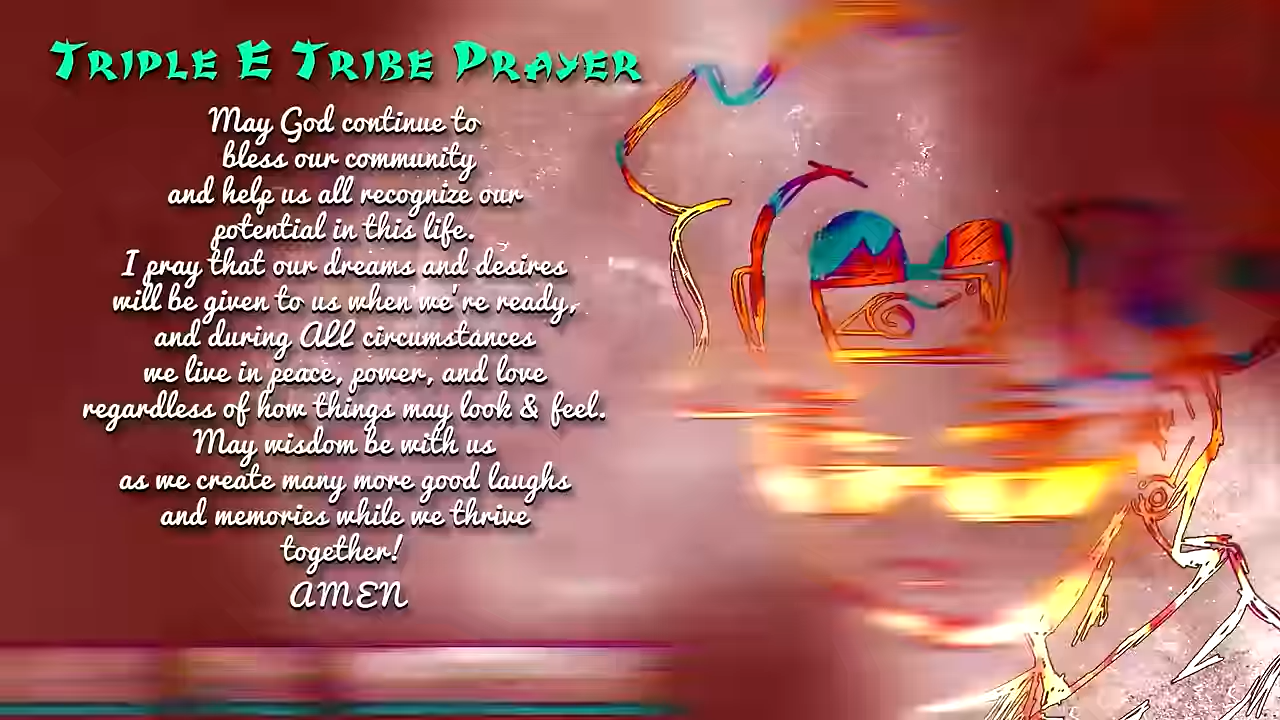 Triple E Tribe Prayer
May God continue to
bless our community
and help us all recognize our
potential in this life.
I pray that our dreams and desires
will be given to us when we're ready,
and during ALL circumstances
we live in peace, power, and love
regardless of how things may look & feel.
May wisdom be with us
as we create many more good laughs
and memories while we thrive
together!
AMEN